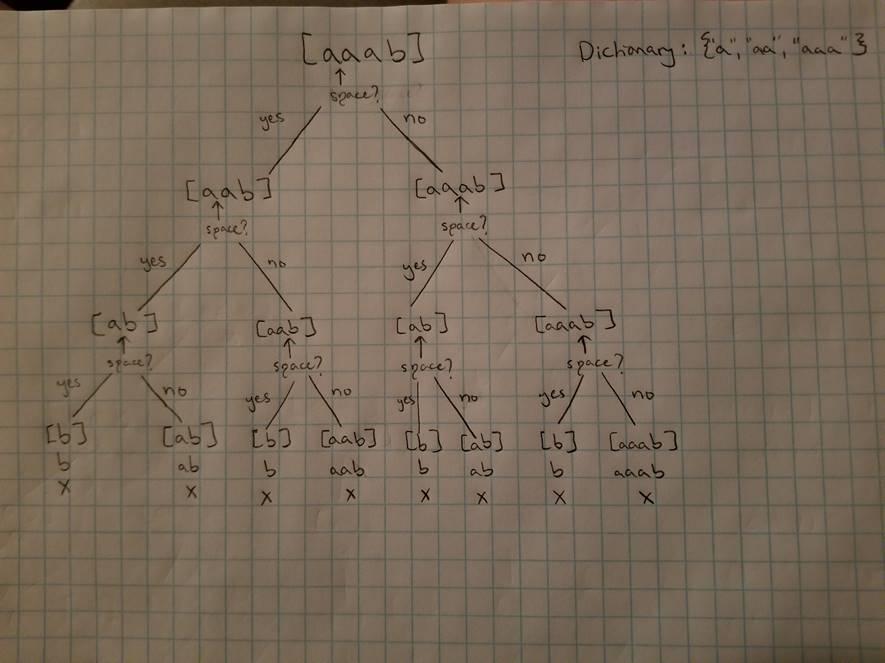 [aaab] Dictionary: {"a", "aa", "aaa"}
↑
space?
yes no
[aab] [aaab]
↑ ↑
space? space?
yes no yes no
[ab] [aab] [ab] [aaab]
↑ ↑ ↑ ↑
space? space? space? space?
yes no yes no yes no yes no
[b] [ab] [b] [aab] [b] [ab] [b] [aaab]
b ab b aab b ab b aaab
x x x x x x x x